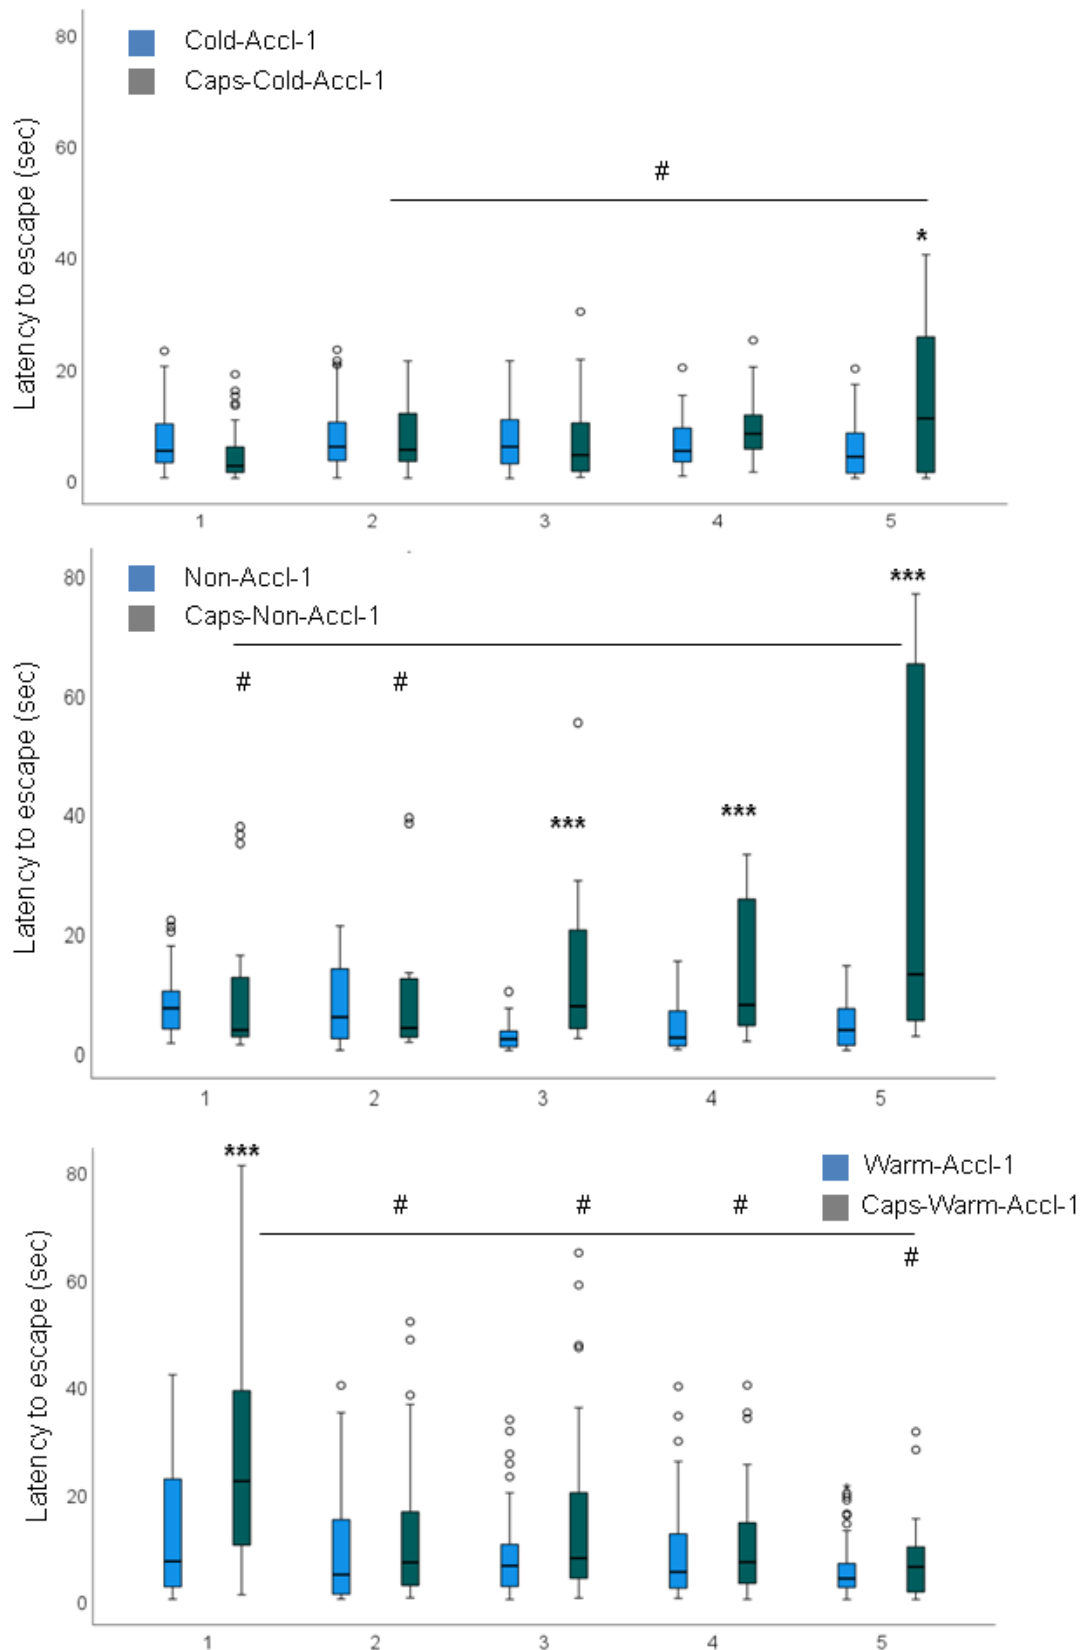 80
Cold-Accl-1
Caps-Cold-Accl-1
60
#
40
*
20
0
Latency to escape (sec)
1 2 3 4 5
80
Non-Accl-1
***
Caps-Non-Accl-1
# #
60
40
*** ***
20
0
Latency to escape (sec)
1 2 3 4 5
***
Warm-Accl-1
80
# # #
Caps-Warm-Accl-1
#
60
40
20
*
0
Latency to escape (sec)
1 2 3 4 5